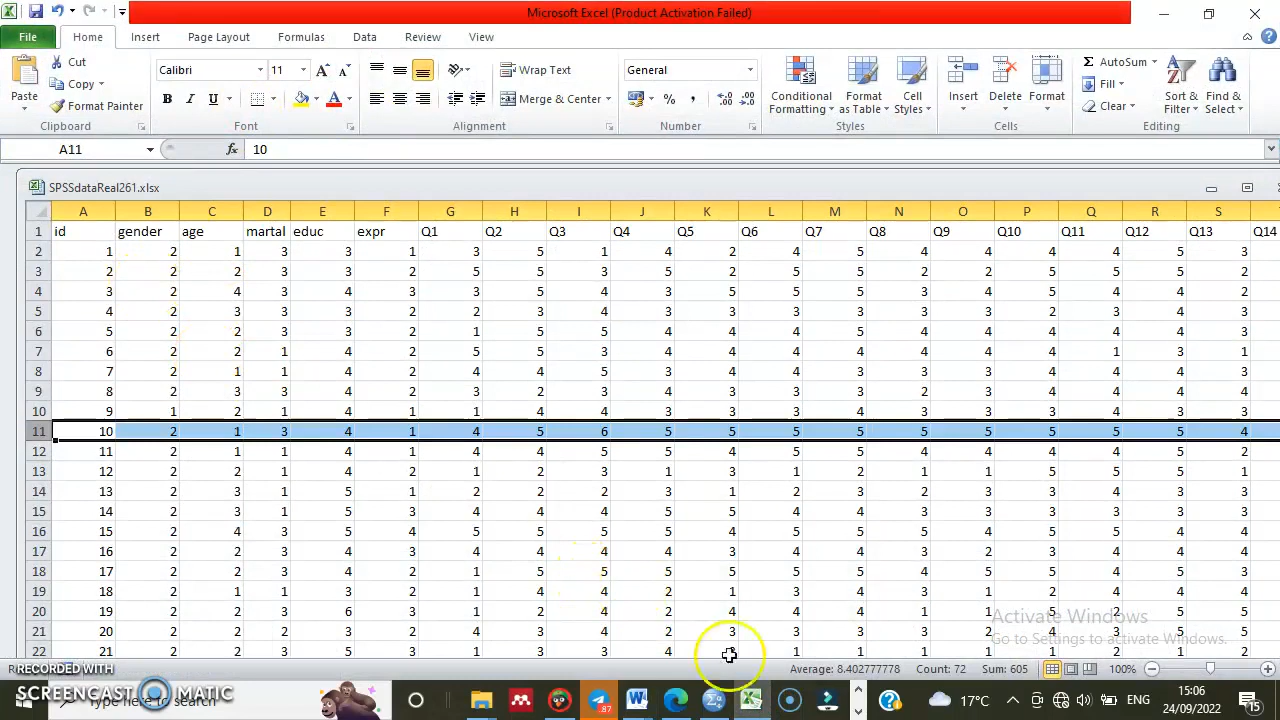 Microsoft Excel (Product Activation Failed)
File Home Insert Page Layout Formulas Data Review View
Cut Calibri 11 Wrap Text General AutoSum
Copy Fill
Paste Format Painter B I U Merge & Center % , Conditional Formatting Format as Table Cell Styles Insert Delete Format Clear Sort & Filter Find & Select
Clipboard Font Alignment Number Styles Cells Editing
A11 fx 10
SPSSdataReal261.xlsx
A B C D E F G H I J K L M N O P Q R S
1 id gender age martal educ expr Q1 Q2 Q3 Q4 Q5 Q6 Q7 Q8 Q9 Q10 Q11 Q12 Q13 Q14
2 1 2 1 3 3 1 3 5 1 4 2 4 5 4 4 4 4 5 3
3 2 2 2 3 3 2 5 5 3 5 2 5 5 2 2 5 5 5 2
4 3 2 4 3 4 3 3 5 4 3 5 5 5 3 4 5 4 4 2
5 4 2 3 3 3 2 2 3 4 3 3 3 3 3 3 2 3 4 3
6 5 2 2 3 3 2 1 5 5 4 4 4 5 4 4 4 4 4 3
7 6 2 2 1 4 2 5 5 3 4 4 4 4 4 4 4 1 3 1
8 7 2 1 1 4 2 4 4 5 3 4 4 3 3 3 4 4 4 3
9 8 2 3 3 4 2 3 2 3 4 3 3 3 2 3 4 4 4 3
10 9 1 2 1 4 1 1 4 4 3 3 3 4 3 3 3 4 3 3
11 10 2 1 3 4 1 4 5 6 5 5 5 5 5 5 5 5 5 4
12 11 2 1 1 4 1 4 4 5 5 4 5 4 4 4 4 4 5 2
13 12 2 2 1 4 2 1 2 3 1 3 1 2 1 1 2 5 5 1
14 13 2 3 1 5 1 2 2 2 3 1 2 3 2 3 3 4 3 3
15 14 2 3 3 5 3 4 4 4 5 5 4 4 3 3 3 3 3 3
16 15 2 4 3 5 4 5 5 5 5 4 5 5 5 4 5 5 4 4
17 16 2 2 3 4 3 4 4 4 4 3 4 4 3 2 3 4 4 3
18 17 2 2 3 4 2 1 5 5 5 5 5 5 4 5 5 4 5 3
19 18 2 1 1 3 2 1 4 4 2 1 3 4 3 1 2 4 4 3
20 19 2 2 3 6 3 1 2 4 2 4 4 4 1 1 5 2 5 5
21 20 2 2 2 3 2 4 3 4 2 3 3 3 3 2 4 3 5 5
22 21 2 2 3 5 3 1 3 3 4 1 1 1 1 1 2 1 2
Activate Windows
Go to Settings to activate Windows.
Average: 8.402777778 Count: 72 Sum: 605 100%
RECORDED WITH
SCREENCAST MATIC
Type here to search
.87 17°C ENG 15:06
24/09/2022 15